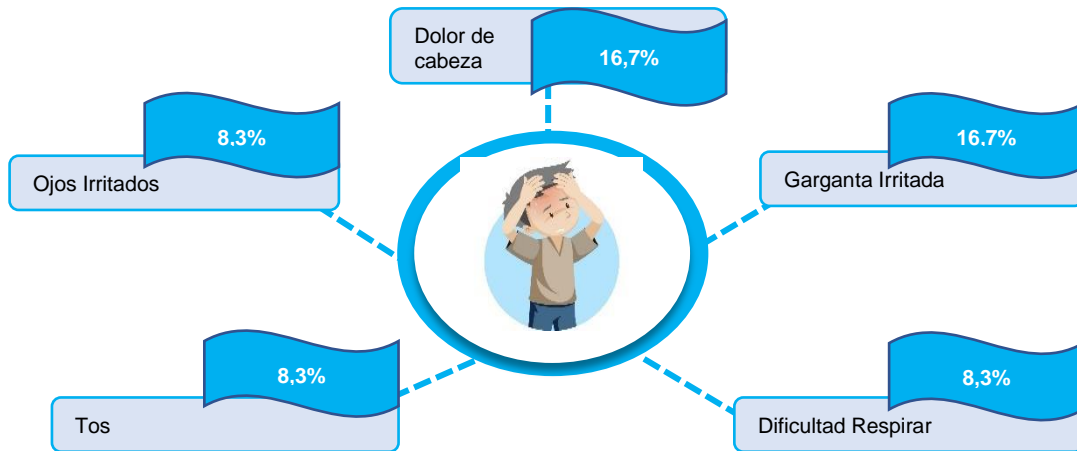 Dolor de
cabeza
16,7%
8,3%
Ojos Irritados
16,7%
Garganta Irritada
8,3%
Tos
8,3%
Dificultad Respirar